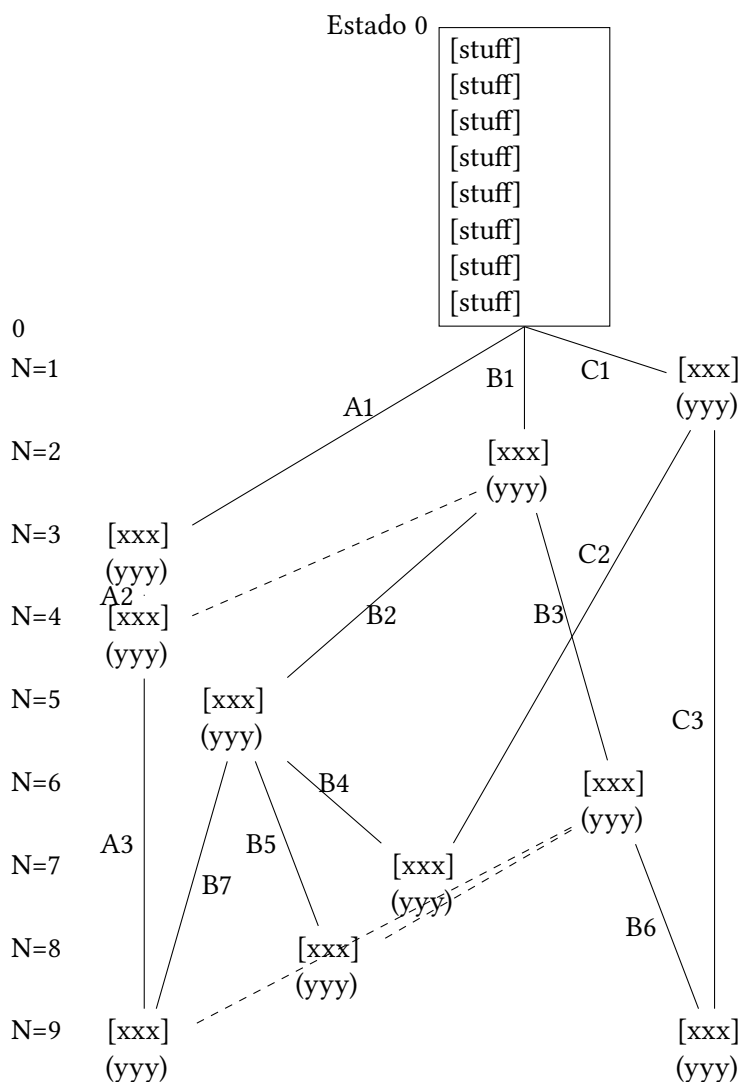 Estado 0
[stuff]
[stuff]
[stuff]
[stuff]
[stuff]
[stuff]
[stuff]
[stuff]
0
N=1
C1
[xxx]
B1
(yyy)
A1
N=2
[xxx]
(yyy)
N=3
[xxx]
C2
(yyy)
A2
N=4
[xxx]
B2
B3
(yyy)
N=5
[xxx]
C3
(yyy)
N=6
B4
[xxx]
(yyy)
A3
B5
N=7
[xxx]
B7
(yyy)
B6
N=8
[xxx]
(yyy)
N=9
[xxx]
[xxx]
(yyy)
(yyy)